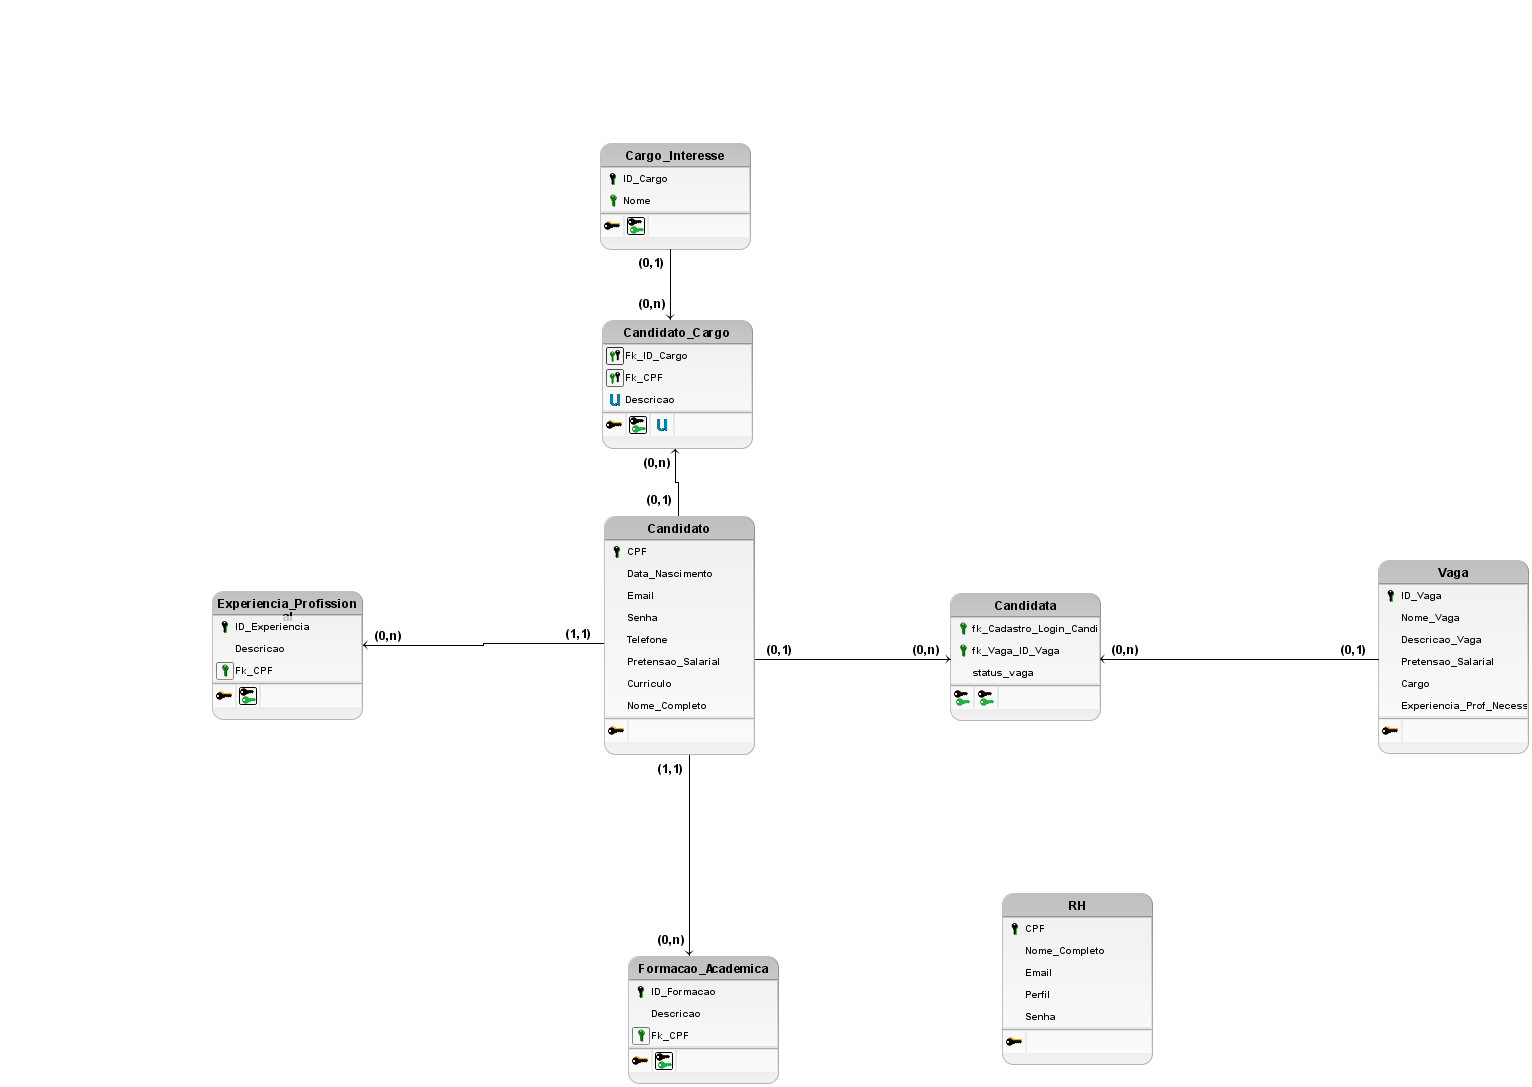 Cargo_Interesse
ID_Cargo
Nome
(0,1)
(0,n)
Candidato_Cargo
Fk_ID_Cargo
Fk_CPF
u Descricao
u
(0,n)
(0,1)
Candidato
CPF
Data_Nascimento
Email
Senha
Telefone
Pretensao_Salarial
Curriculo
Nome_Completo
Experiencia_Profission
al
ID_Experiencia
Descricao
Fk_CPF
(0,n)
(1,1)
(0,1)
(0,n)
Candidata
fk_Cadastro_Login_Candi
fk_Vaga_ID_Vaga
status_vaga
(0,n)
(0,1)
Vaga
ID_Vaga
Nome_Vaga
Descricao_Vaga
Pretensao_Salarial
Cargo
Experiencia_Prof_Necess
(1,1)
(0,n)
Formacao_Academica
ID_Formacao
Descricao
Fk_CPF
RH
CPF
Nome_Completo
Email
Perfil
Senha